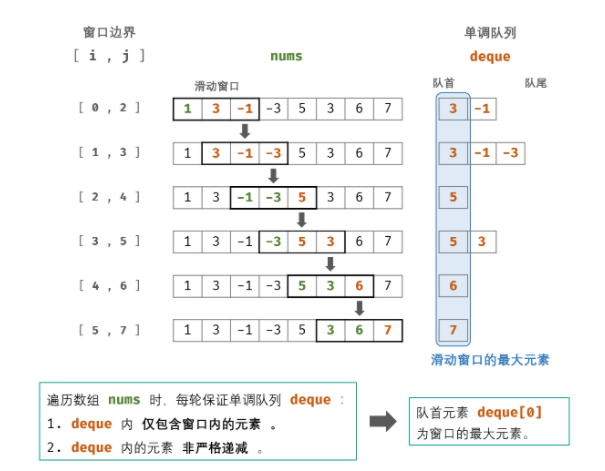 窗口边界 单调队列
[ i , j ] nums deque
滑动窗口 队首 队尾
[ 0 , 2 ] 1 3 -1 -3 5 3 6 7 3 -1
[ 1 , 3 ] 1 3 -1 -3 5 3 6 7 3 -1 -3
[ 2 , 4 ] 1 3 -1 -3 5 3 6 7 5
[ 3 , 5 ] 1 3 -1 -3 5 3 6 7 5 3
[ 4 , 6 ] 1 3 -1 -3 5 3 6 7 6
[ 5 , 7 ] 1 3 -1 -3 5 3 6 7 7
滑动窗口的最大元素
遍历数组 nums 时，每轮保证单调队列 deque ：
1. deque 内 仅包含窗口内的元素 。
2. deque 内的元素 非严格递减 。
队首元素 deque[0]
为窗口的最大元素。